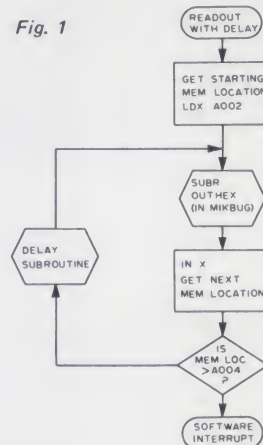 Fig. 1
READOUT
WITH DELAY
GET STARTING
MEM LOCATION
LDX A002
SUBR
OUTHEX
(IN MIKBUG)
DELAY
SUBROUTINE
IN X
GET NEXT
MEM LOCATION
IS
MEM LOC
>A004
?
SOFTWARE
INTERRUPT